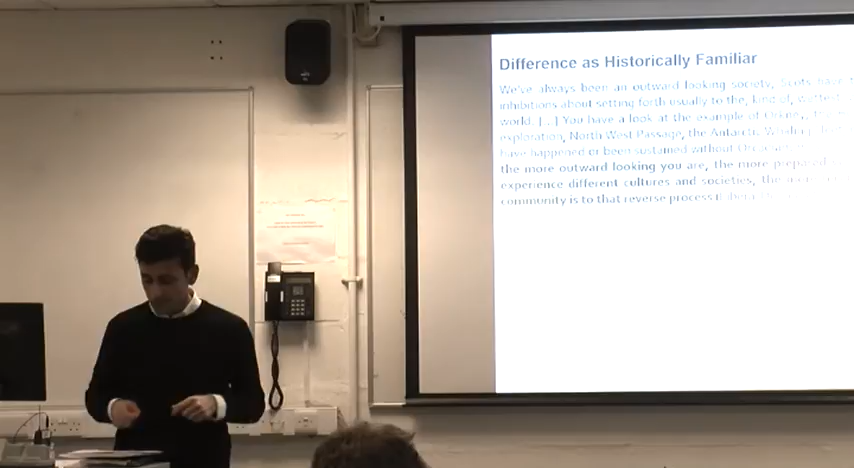 Difference as Historically Familiar
We've always been an outward looking society, Scots have
inhibitions about setting forth usually to the, kind of, wettest
world. [...] You have a look at the example of Orkney,
exploration, North West Passage, the Antarctic.
have happened or been sustained without
the more outward looking you are, the more prepared
experience different cultures and societies, the
community is to that reverse process